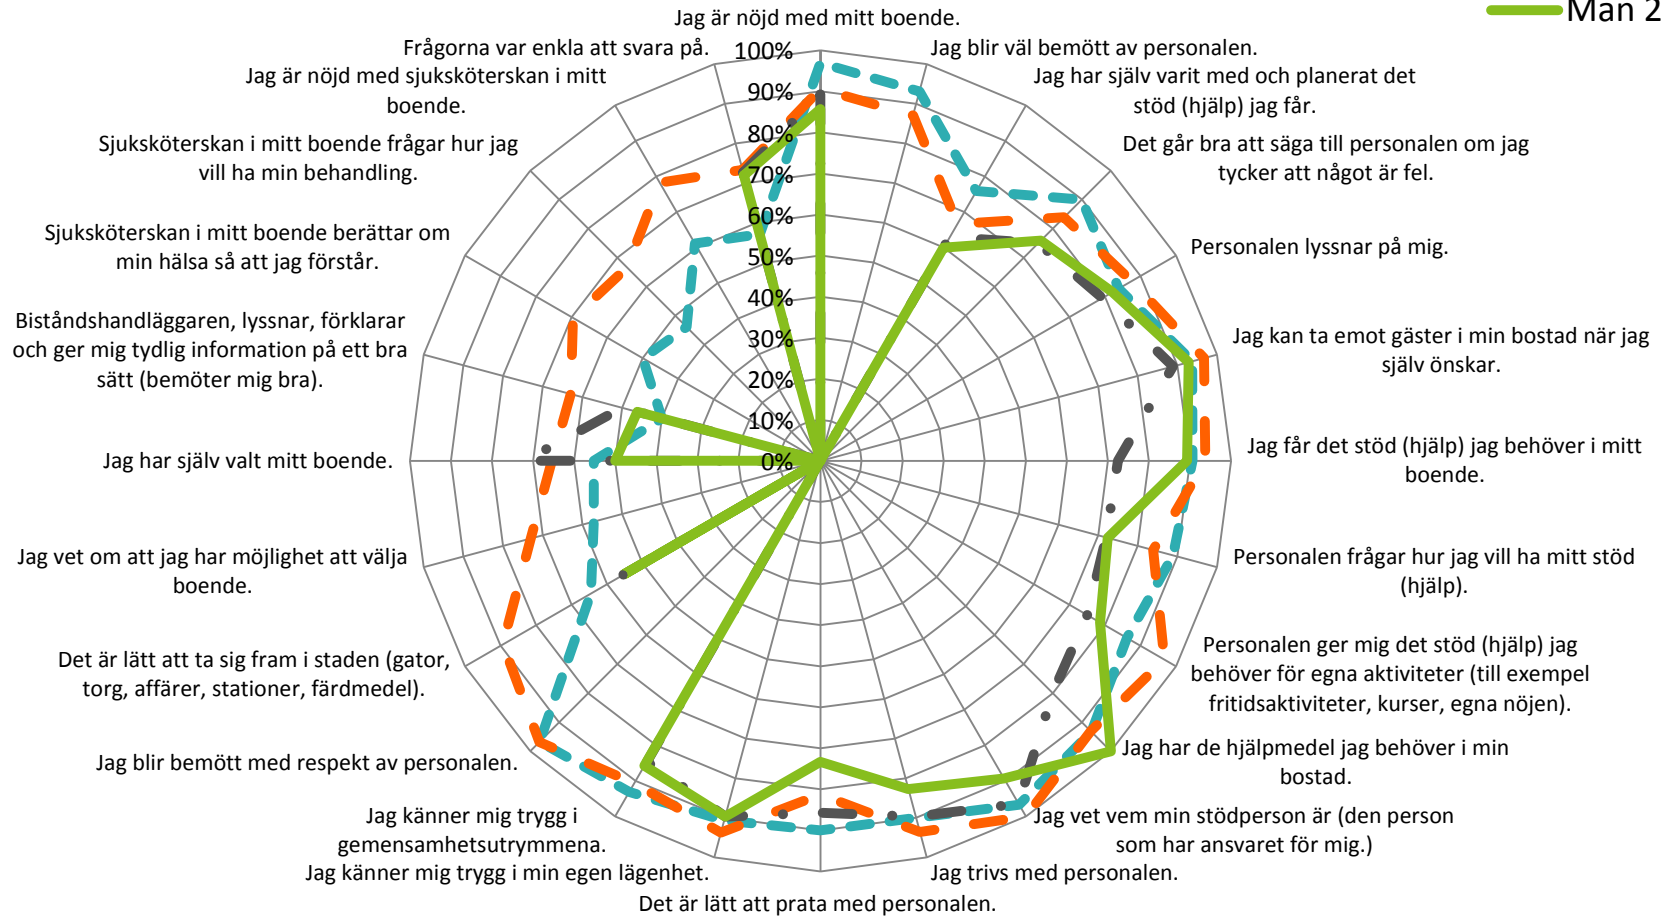 Man 2
Jag är nöjd med mitt boende.
Jag blir väl bemött av personalen.
Jag har själv varit med och planerat det
stöd (hjälp) jag får.
Det går bra att säga till personalen om jag
tycker att något är fel.
Personalen lyssnar på mig.
Jag kan ta emot gäster i min bostad när jag
själv önskar.
Jag får det stöd (hjälp) jag behöver i mitt
boende.
Personalen frågar hur jag vill ha mitt stöd
(hjälp).
Personalen ger mig det stöd (hjälp) jag
behöver för egna aktiviteter (till exempel
fritidsaktiviteter, kurser, egna nöjen).
Jag har de hjälpmedel jag behöver i min
bostad.
Jag vet vem min stödperson är (den person
som har ansvaret för mig.)
Jag trivs med personalen.
Det är lätt att prata med personalen.
Jag känner mig trygg i min egen lägenhet.
Jag känner mig trygg i
gemensamhetsutrymmena.
Jag blir bemött med respekt av personalen.
Det är lätt att ta sig fram i staden (gator,
torg, affärer, stationer, färdmedel).
Jag vet om att jag har möjlighet att välja
boende.
Jag har själv valt mitt boende.
Biståndshandläggaren, lyssnar, förklarar
och ger mig tydlig information på ett bra
sätt (bemöter mig bra).
Sjuksköterskan i mitt boende berättar om
min hälsa så att jag förstår.
Sjuksköterskan i mitt boende frågar hur jag
vill ha min behandling.
Jag är nöjd med sjuksköterskan i mitt
boende.
Frågorna var enkla att svara på.
100%
90%
80%
70%
60%
50%
40%
30%
20%
10%
0%